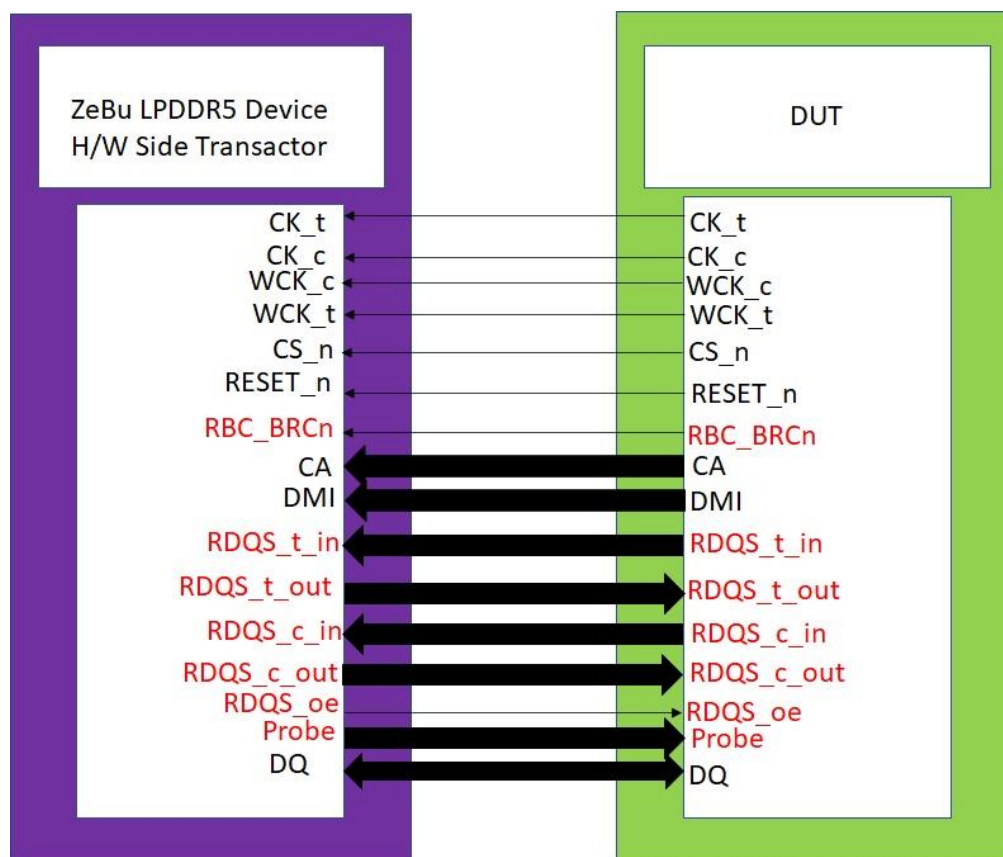 ZeBu LPDDR5 Device
H/W Side Transactor
DUT
CK_t
CK_t
CK_c
CK_c
WCK_c
WCK_c
WCK_t
WCK_t
CS_n
CS_n
RESET_n
RESET_n
RBC_BRCn
RBC_BRCn
CA
CA
DMI
DMI
RDQS_t_in
RDQS_t_in
RDQS_t_out
RDQS_t_out
RDQS_c_in
RDQS_c_in
RDQS_c_out
RDQS_c_out
RDQS_oe
RDQS_oe
Probe
Probe
DQ
DQ